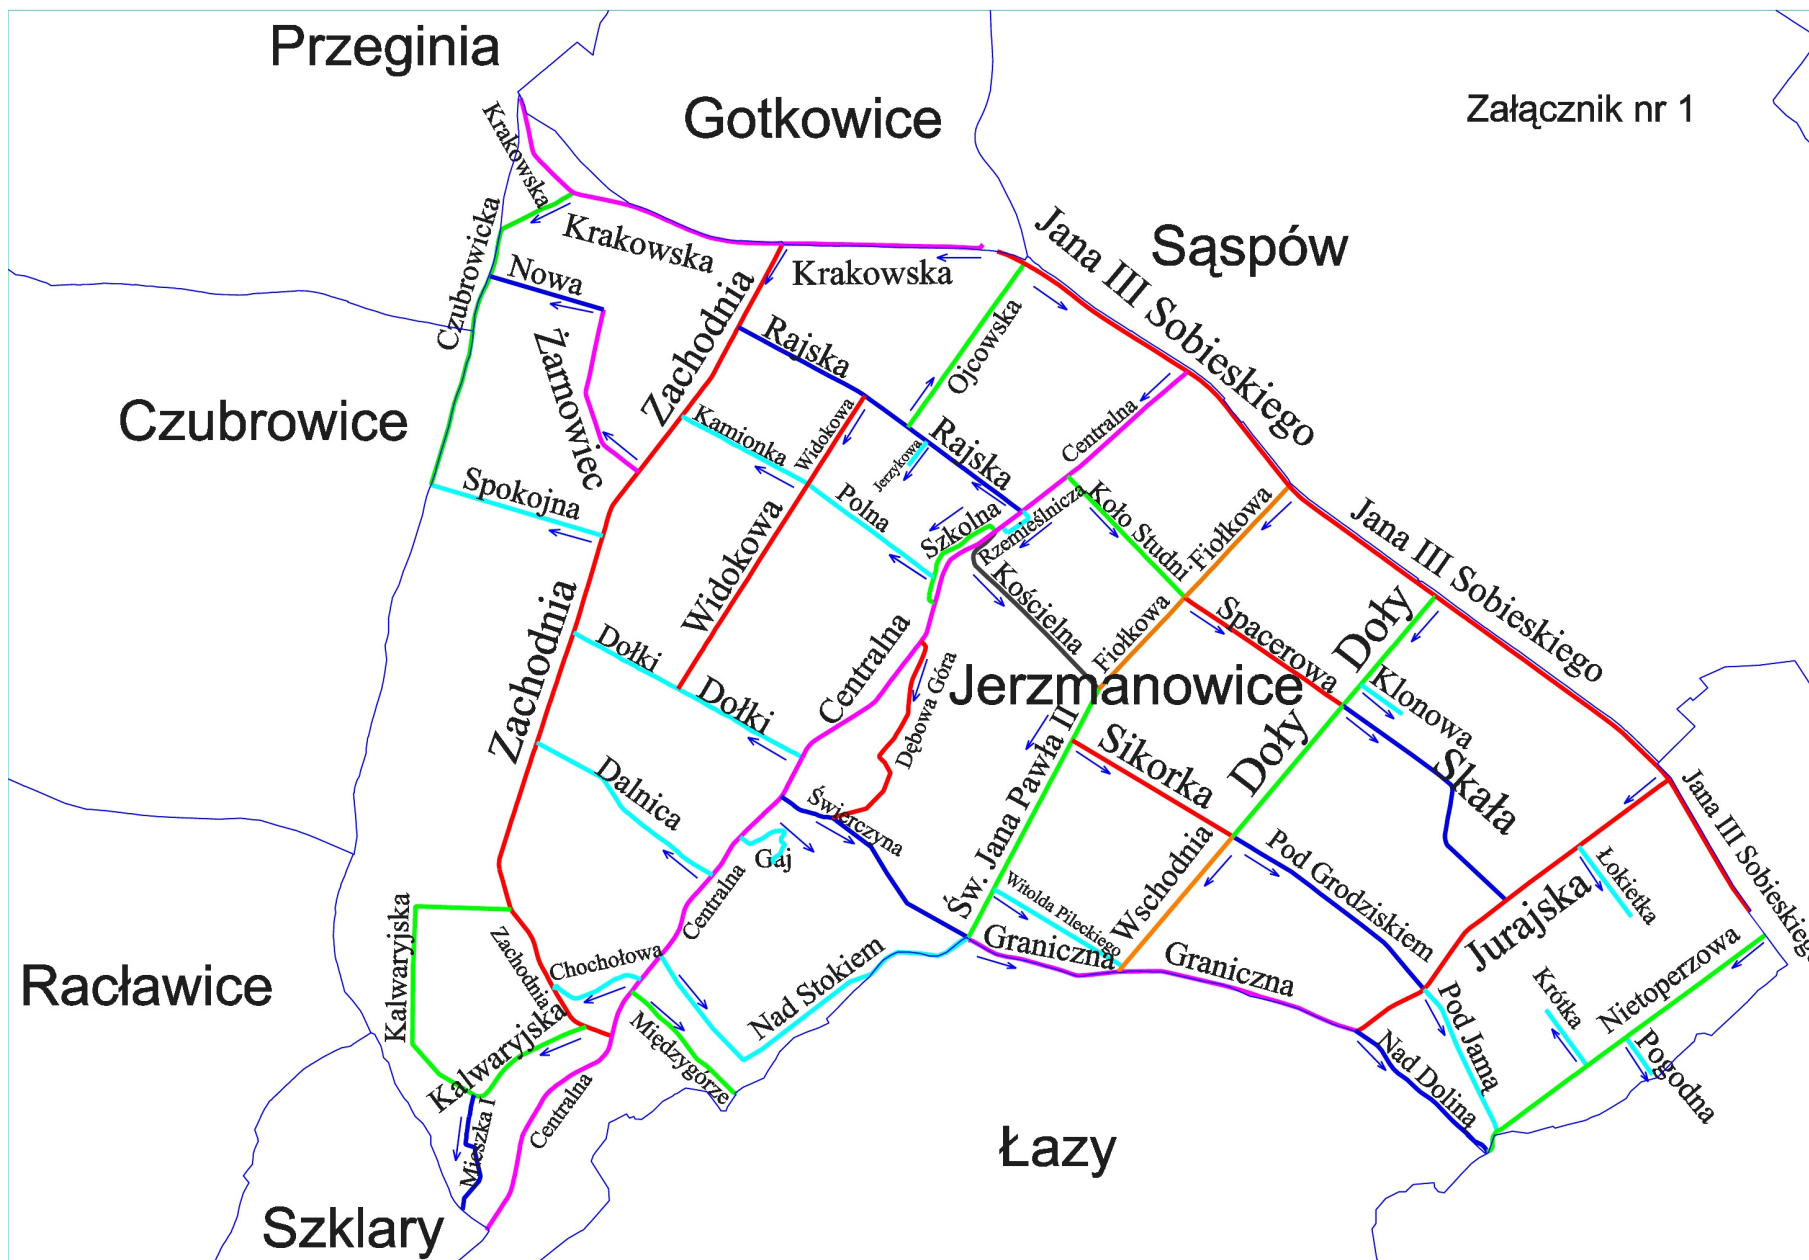 Przeginia
Gotkowice
Załącznik nr 1
Krakowska
Czubrowicka
Krakowska
Krakowska
Jana III Sobieskiego
Sąspów
Nowa
Żarnowiec
Zachodnia
Rajska
Ojcowska
Czubrowice
Kamionka
Widokowa
Jerzykowa
Rajska
Centralna
Spokojna
Polna
Szkolna
Rzemieślnicza
Koło Studni
Fiołkowa
Jana III Sobieskiego
Widokowa
Kościelna
Zachodnia
Dołki
Dołki
Centralna
Dębowa Góra
Fiołkowa
Spacerowa
Doły
Klonowa
Jerzmanowice
Dalnica
Św. Jana Pawła II
Sikorka
Doły
Skała
Świerczyna
Gaj
Jana III Sobieskiego
Centralna
Witolda Pileckiego
Wschodnia
Pod Grodziskiem
Łokietka
Jurajska
Kalwaryjska
Zachodnia
Chochołowa
Nad Stokiem
Graniczna
Graniczna
Racławice
Kalwaryjska
Międzygórze
Pod Jamą
Krótka
Nietoperzowa
Pogodna
Nad Doliną
Mieszka I
Centralna
Łazy
Szklary